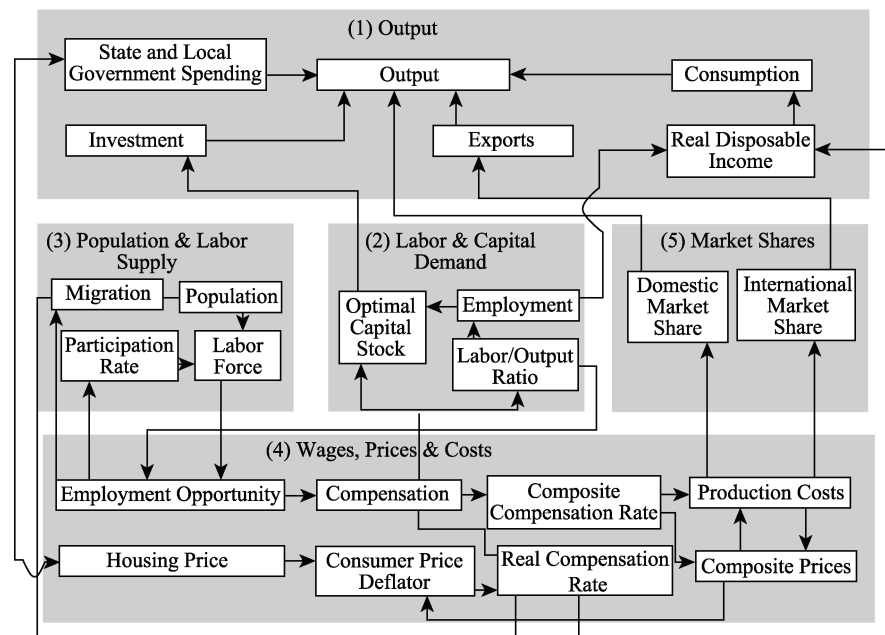 (1) Output
State and Local
Government Spending
Output
Consumption
Investment
Exports
Real Disposable
Income
(3) Population & Labor
Supply
Migration
Population
Participation
Rate
Labor
Force
(2) Labor & Capital
Demand
Optimal
Capital
Stock
Employment
Labor/Output
Ratio
(5) Market Shares
Domestic
Market
Share
International
Market
Share
(4) Wages, Prices & Costs
Employment Opportunity
Compensation
Composite
Compensation Rate
Production Costs
Housing Price
Consumer Price
Deflator
Real Compensation
Rate
Composite Prices